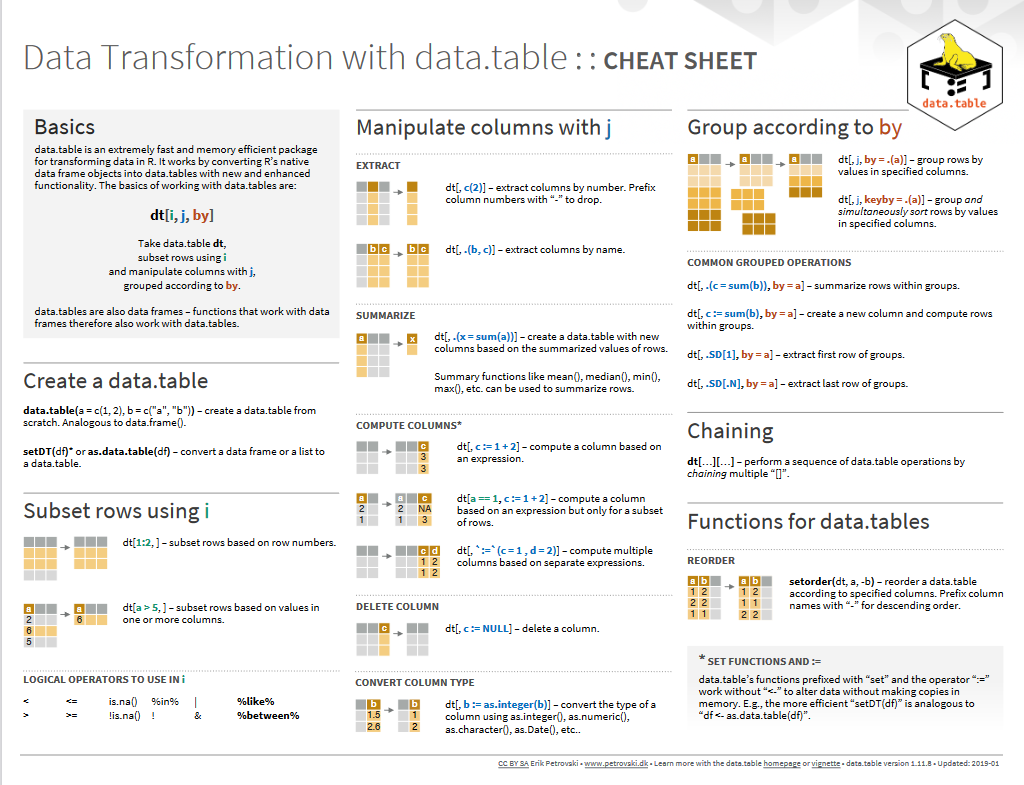 Data Transformation with data.table : : CHEAT SHEET
data.table
Basics
data.table is an extremely fast and memory efficient package
for transforming data in R. It works by converting R's native
data frame objects into data.tables with new and enhanced
functionality. The basics of working with data.tables are:
dt[i, j, by]
Take data.table dt,
subset rows using i
and manipulate columns with j,
grouped according to by.
data.tables are also data frames – functions that work with data
frames therefore also work with data.tables.
Create a data.table
data.table(a = c(1, 2), b = c("a", "b")) – create a data.table from
scratch. Analogous to data.frame().
setDT(df)* or as.data.table(df) – convert a data frame or a list to
a data.table.
Subset rows using i
dt[1:2, ] – subset rows based on row numbers.
a a
2 6
6
5
dt[a > 5, ] – subset rows based on values in
one or more columns.
LOGICAL OPERATORS TO USE IN i
< <= is.na() %in% | %like%
> >= !is.na() ! & %between%
Manipulate columns with j
EXTRACT
dt[, c(2)] – extract columns by number. Prefix
column numbers with “-” to drop.
b c b c
dt[, .(b, c)] – extract columns by name.
SUMMARIZE
a x
dt[, .(x = sum(a))] – create a data.table with new
columns based on the summarized values of rows.
Summary functions like mean(), median(), min(),
max(), etc. can be used to summarize rows.
COMPUTE COLUMNS*
c
3
3
dt[, c := 1 + 2] – compute a column based on
an expression.
a a c
2 2 NA
1 1 3
dt[a == 1, c := 1 + 2] – compute a column
based on an expression but only for a subset
of rows.
c d
1 2
1 2
dt[, `:=`(c = 1 , d = 2)] – compute multiple
columns based on separate expressions.
DELETE COLUMN
c
dt[, c := NULL] – delete a column.
CONVERT COLUMN TYPE
b b
1.5 1
2.6 2
dt[, b := as.integer(b)] – convert the type of a
column using as.integer(), as.numeric(),
as.character(), as.Date(), etc..
Group according to by
a a a
dt[, j, by = .(a)] – group rows by
values in specified columns.
dt[, j, keyby = .(a)] – group and
simultaneously sort rows by values
in specified columns.
COMMON GROUPED OPERATIONS
dt[, .(c = sum(b)), by = a] – summarize rows within groups.
dt[, c := sum(b), by = a] – create a new column and compute rows
within groups.
dt[, .SD[1], by = a] – extract first row of groups.
dt[, .SD[.N], by = a] – extract last row of groups.
Chaining
dt[…][…] – perform a sequence of data.table operations by
chaining multiple “[]”.
Functions for data.tables
REORDER
a b a b
1 2 1 2
2 2 1 1
1 1 2 2
setorder(dt, a, -b) – reorder a data.table
according to specified columns. Prefix column
names with “-” for descending order.
* SET FUNCTIONS AND :=
data.table's functions prefixed with “set” and the operator “:=”
work without “<-” to alter data without making copies in
memory. E.g., the more efficient “setDT(df)” is analogous to
“df <- as.data.table(df)”.
CC BY SA Erik Petrovski • www.petrovski.dk • Learn more with the data.table homepage or vignette • data.table version 1.11.8 • Updated: 2019-01